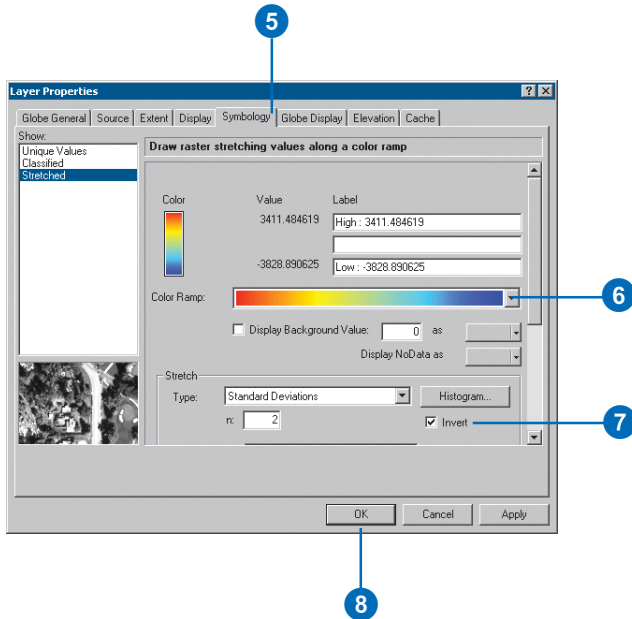 5
Layer Properties
Globe General Source Extent Display Symbology Globe Display Elevation Cache
Show:
Unique Values
Classified
Stretched
Draw raster stretching values along a color ramp
Color Value Label
3411.484619 High : 3411.484619
-3828.890625 Low : -3828.890625
Color Ramp:
6
Display Background Value: 0 as
Display NoData as
Stretch
Type: Standard Deviations Histogram...
n: 2 Invert
7
OK Cancel Apply
8